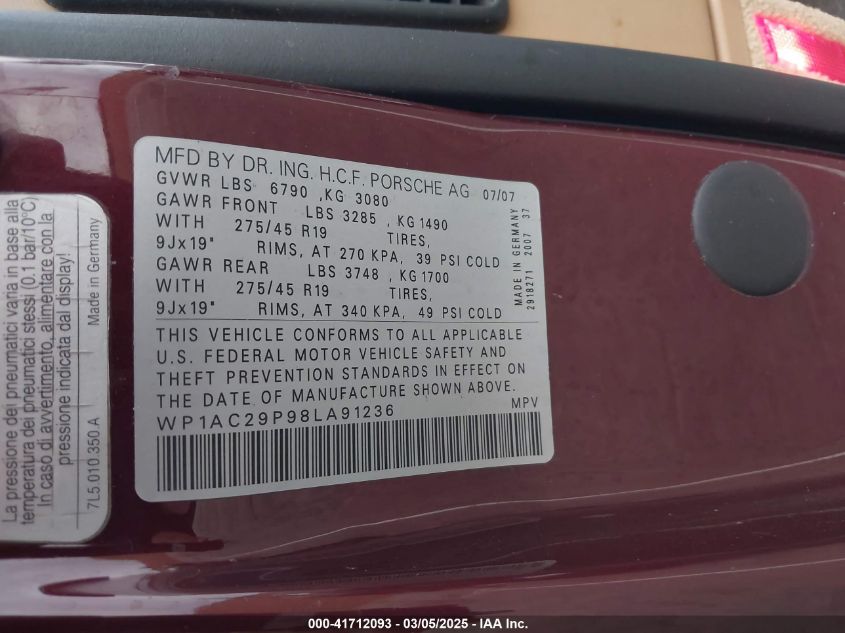 MFD BY DR. ING. H.C.F. PORSCHE AG 07/07
GVWR LBS 6790 ,KG 3080
GAWR FRONT LBS 3285 , KG 1490
WITH 275/45 R19 TIRES,
9Jx19" RIMS, AT 270 KPA, 39 PSI COLD
GAWR REAR LBS 3748 , KG 1700
WITH 275/45 R19 TIRES,
9Jx19" RIMS, AT 340 KPA, 49 PSI COLD
MADE IN GERMANY
2918271 2007 37
THIS VEHICLE CONFORMS TO ALL APPLICABLE
U.S. FEDERAL MOTOR VEHICLE SAFETY AND
THEFT PREVENTION STANDARDS IN EFFECT ON
THE DATE OF MANUFACTURE SHOWN ABOVE.
WP1AC29P98LA91236 MPV
La pressione dei pneumatici varia in base alla
temperatura dei pneumatici stessi (0.1 bar/10°C)
In caso di avvertimento, alimentare con la
pressione indicata dal display!
7L5.010 350 A Made in Germany
000-41712093 - 03/05/2025 - IAA Inc.